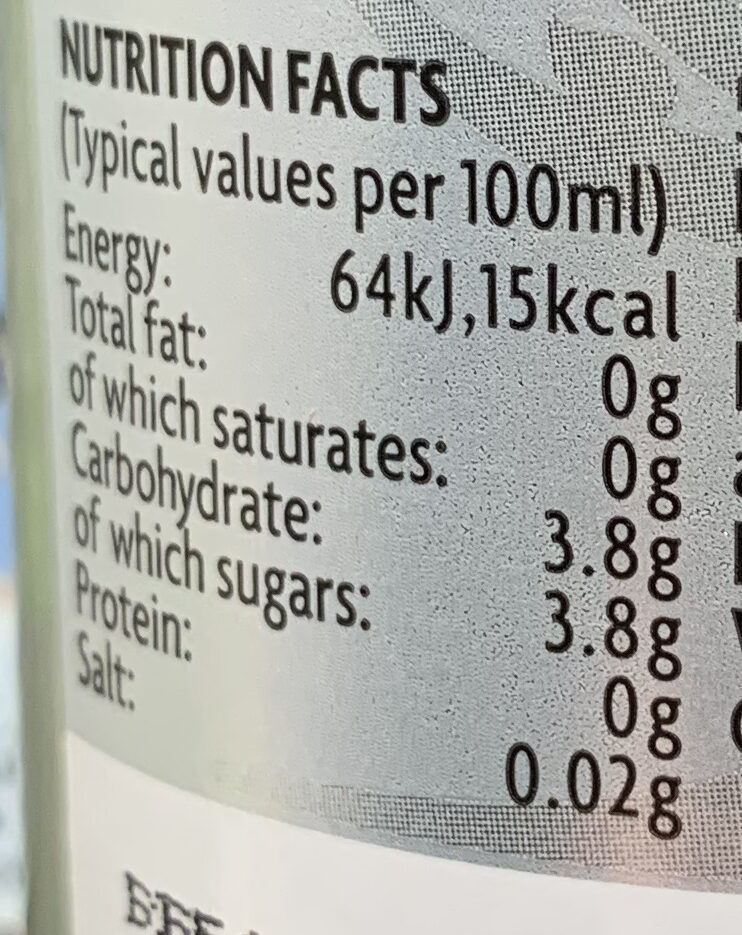 NUTRITION FACTS
(Typical values per 100ml)
Energy: 64kJ,15kcal
Total fat: 0g
of which saturates: 0g
Carbohydrate: 3.8g
of which sugars: 3.8g
Protein: 0g
Salt: 0.02g